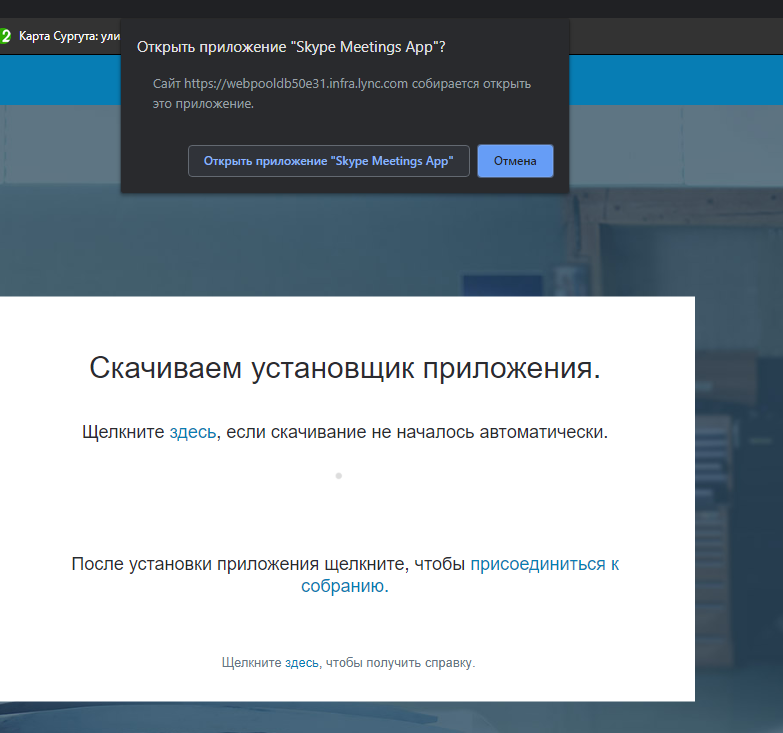 2 Карта Сургута: ули
Открыть приложение "Skype Meetings App"?
Сайт https://webpooldb50e31.infra.lync.com собирается открыть
это приложение.
Открыть приложение "Skype Meetings App"
Отмена
Скачиваем установщик приложения.
Щелкните здесь, если скачивание не началось автоматически.
После установки приложения щелкните, чтобы присоединиться к
собранию.
Щелкните здесь, чтобы получить справку.